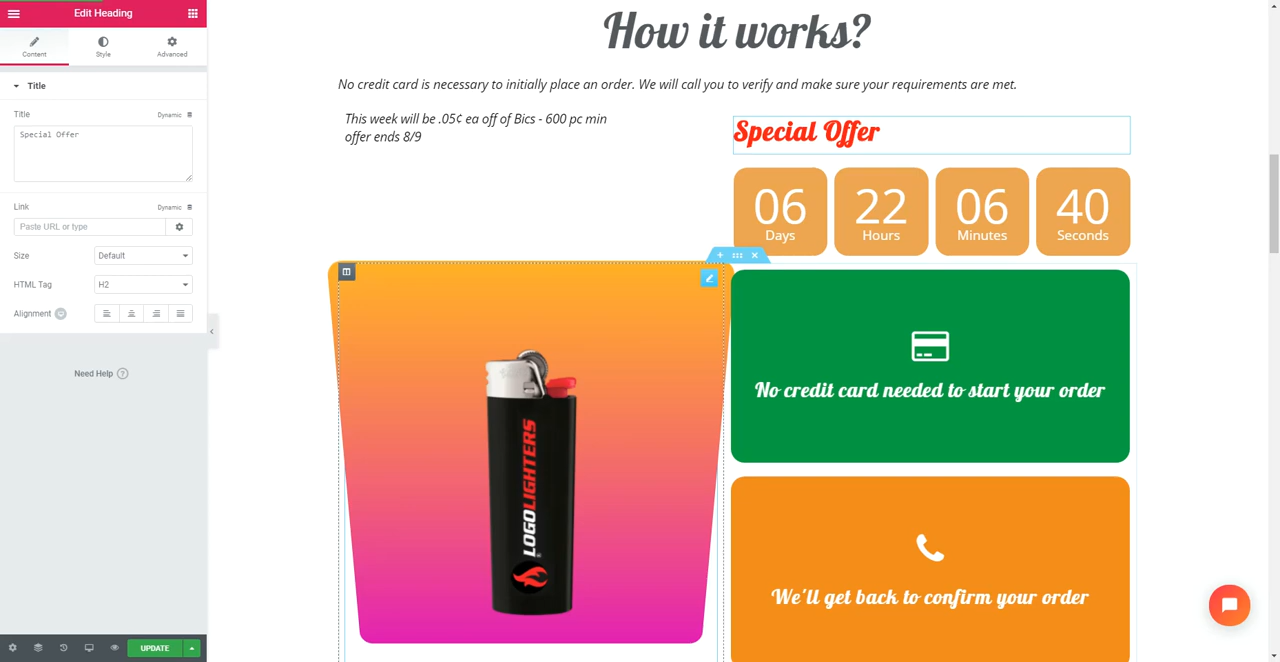 Edit Heading
Content
Style
Advanced
Title
Title
Dynamic
Special Offer
Link
Dynamic
Paste URL or type
Size
Default
HTML Tag
H2
Alignment
Need Help
UPDATE
How it works?
No credit card is necessary to initially place an order. We will call you to verify and make sure your requirements are met.
This week will be .05¢ ea off of Bics - 600 pc min
offer ends 8/9
Special Offer
06
Days
22
Hours
06
Minutes
40
Seconds
LOGOLIGHTERS
No credit card needed to start your order
We'll get back to confirm your order